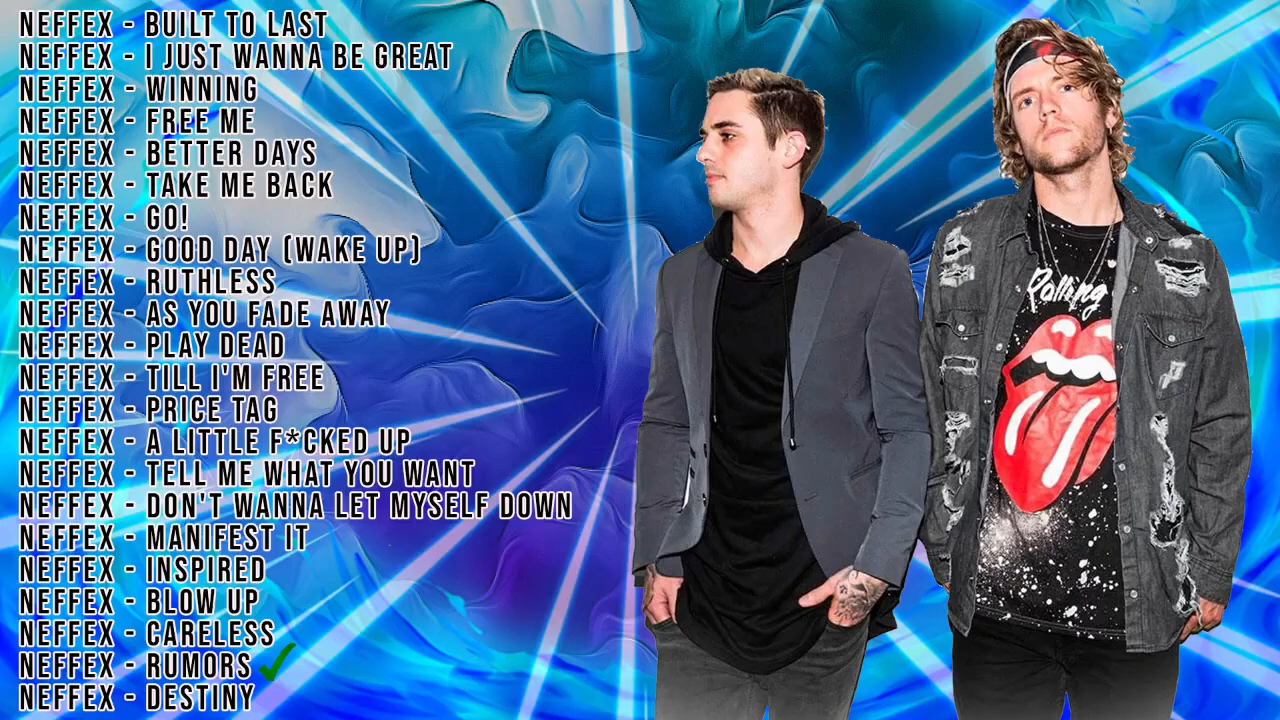 NEFFEX - BUILT TO LAST
NEFFEX - I JUST WANNA BE GREAT
NEFFEX - WINNING
NEFFEX - FREE ME
NEFFEX - BETTER DAYS
NEFFEX - TAKE ME BACK
NEFFEX - GO!
NEFFEX - GOOD DAY (WAKE UP)
NEFFEX - RUTHLESS
NEFFEX - AS YOU FADE AWAY
NEFFEX - PLAY DEAD
NEFFEX - TILL I'M FREE
NEFFEX - PRICE TAG
NEFFEX - A LITTLE F*CKED UP
NEFFEX - TELL ME WHAT YOU WANT
NEFFEX - DON'T WANNA LET MYSELF DOWN
NEFFEX - MANIFEST IT
NEFFEX - INSPIRED
NEFFEX - BLOW UP
NEFFEX - CARELESS
NEFFEX - RUMORS
NEFFEX - DESTINY
Rolling